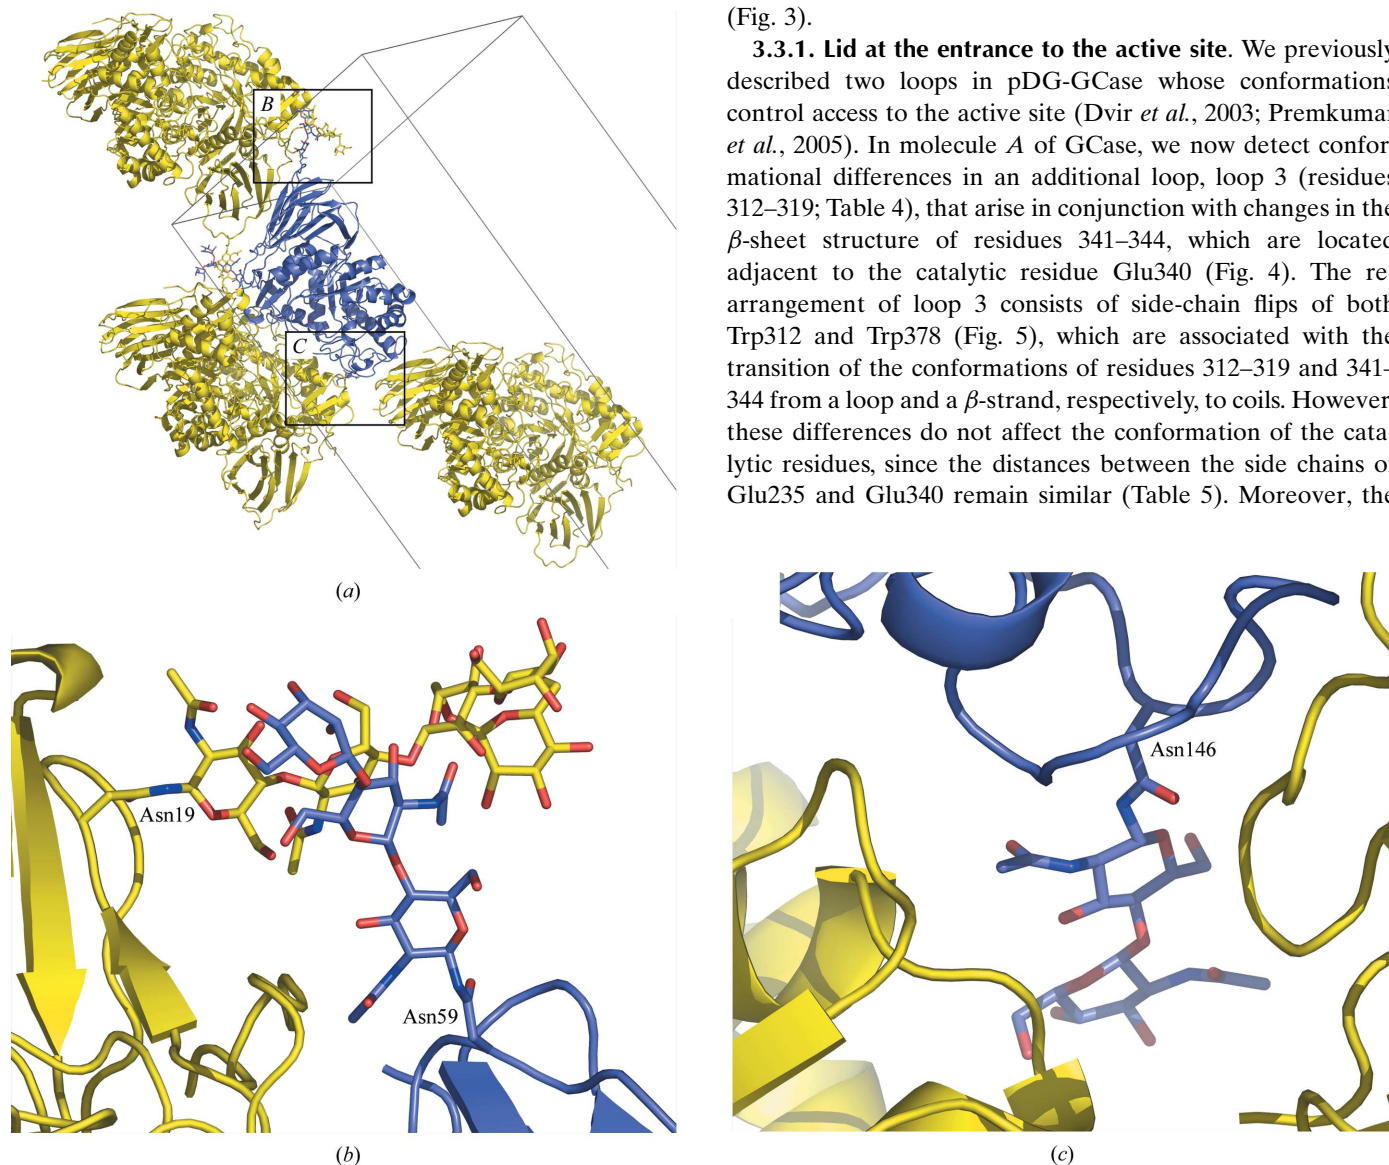 (Fig. 3).
3.3.1. Lid at the entrance to the active site. We previously
described two loops in pDG-GCase whose conformations
control access to the active site (Dvir et al., 2003; Premkumar
et al., 2005). In molecule A of GCase, we now detect confor
mational differences in an additional loop, loop 3 (residues
312–319; Table 4), that arise in conjunction with changes in the
β-sheet structure of residues 341–344, which are located
adjacent to the catalytic residue Glu340 (Fig. 4). The re
arrangement of loop 3 consists of side-chain flips of both
Trp312 and Trp378 (Fig. 5), which are associated with the
transition of the conformations of residues 312–319 and 341–
344 from a loop and a β-strand, respectively, to coils. However
these differences do not affect the conformation of the cata
lytic residues, since the distances between the side chains of
Glu235 and Glu340 remain similar (Table 5). Moreover, the
B
C
(a)
Asn19
Asn59
(b)
Asn146
(c)